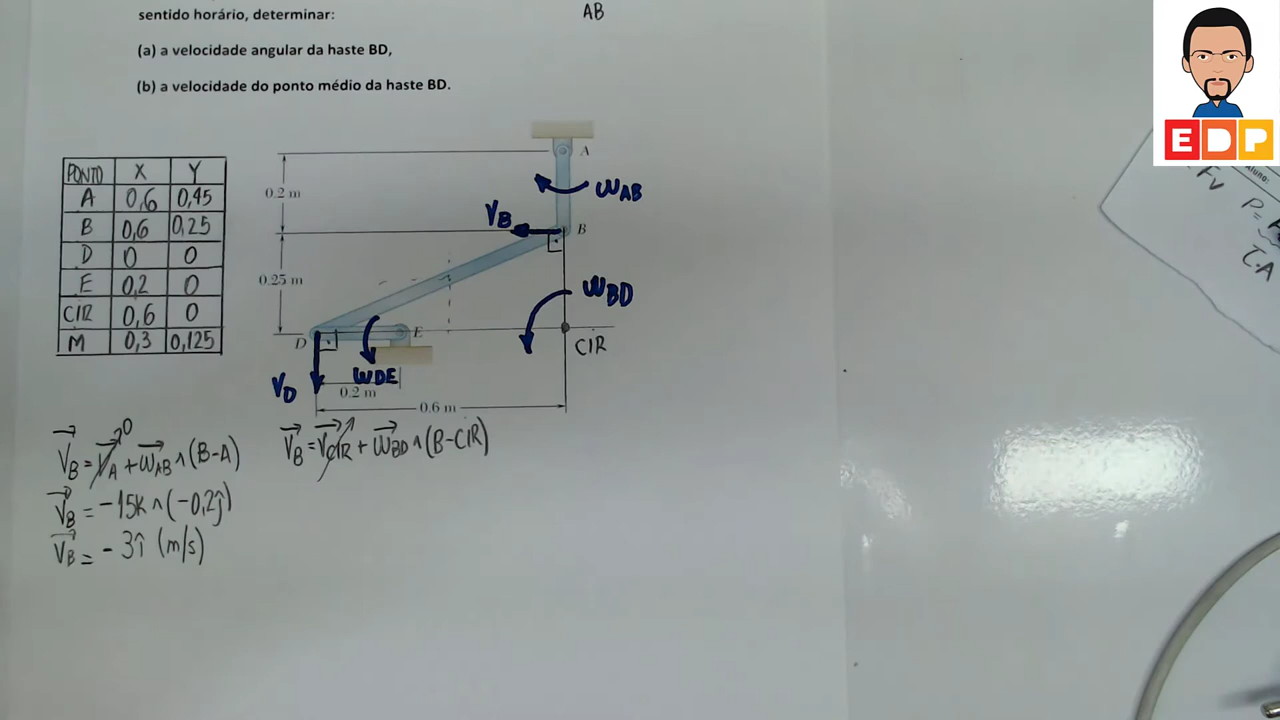 sentido horário, determinar:
AB
(a) a velocidade angular da haste BD,
(b) a velocidade do ponto médio da haste BD.
EDP
PONTO X Y
A 0,6 0,45
B 0,6 0,25
D 0 0
E 0,2 0
CIR 0,6 0
M 0,3 0,125
A
0.2 m
ωAB
VB
B
0.25 m
ωBD
D
E
CIR
VD
ωDE
0.2 m
0.6 m
VB = VA + ωAB ∧ (B-A)
0
VB = -15k ∧ (-0,2ĵ)
VB = -3î (m/s)
VB = VCIR + ωBD ∧ (B-CIR)
Fv
P=
τ.A